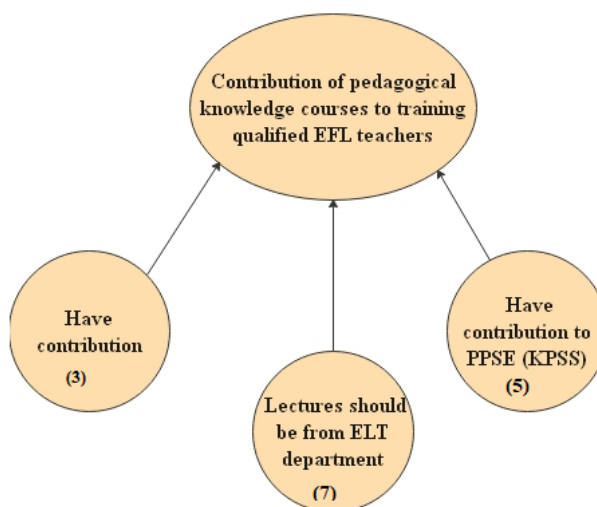 Contribution of pedagogical
knowledge courses to training
qualified EFL teachers
Have
contribution
(3)
Lectures should
be from ELT
department
(7)
Have
contribution to
PPSE (KPSS)
(5)